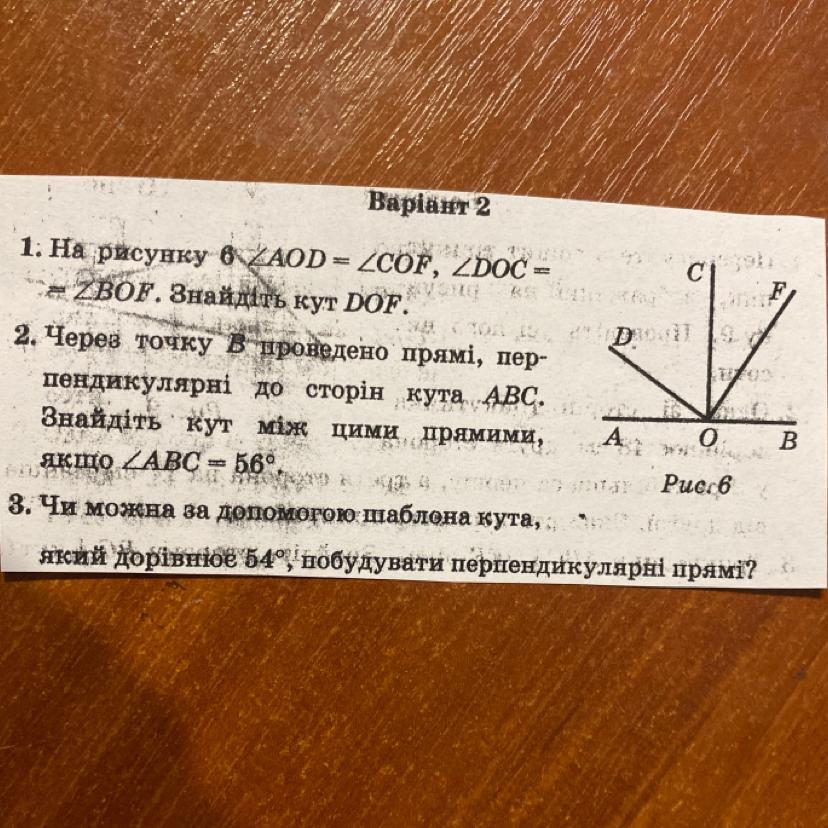 Варіант 2
1. На рисунку 6 ∠AOD = ∠COF, ∠DOC =
= ∠BOF. Знайдіть кут DOF.
2. Через точку B проведено прямі, пер-
пендикулярні до сторін кута ABC.
Знайдіть кут між цими прямими,
якщо ∠ABC = 56°.
3. Чи можна за допомогою шаблона кута,
який дорівнює 54°, побудувати перпендикулярні прямі?
C
F
D
A O B
Рис. 6